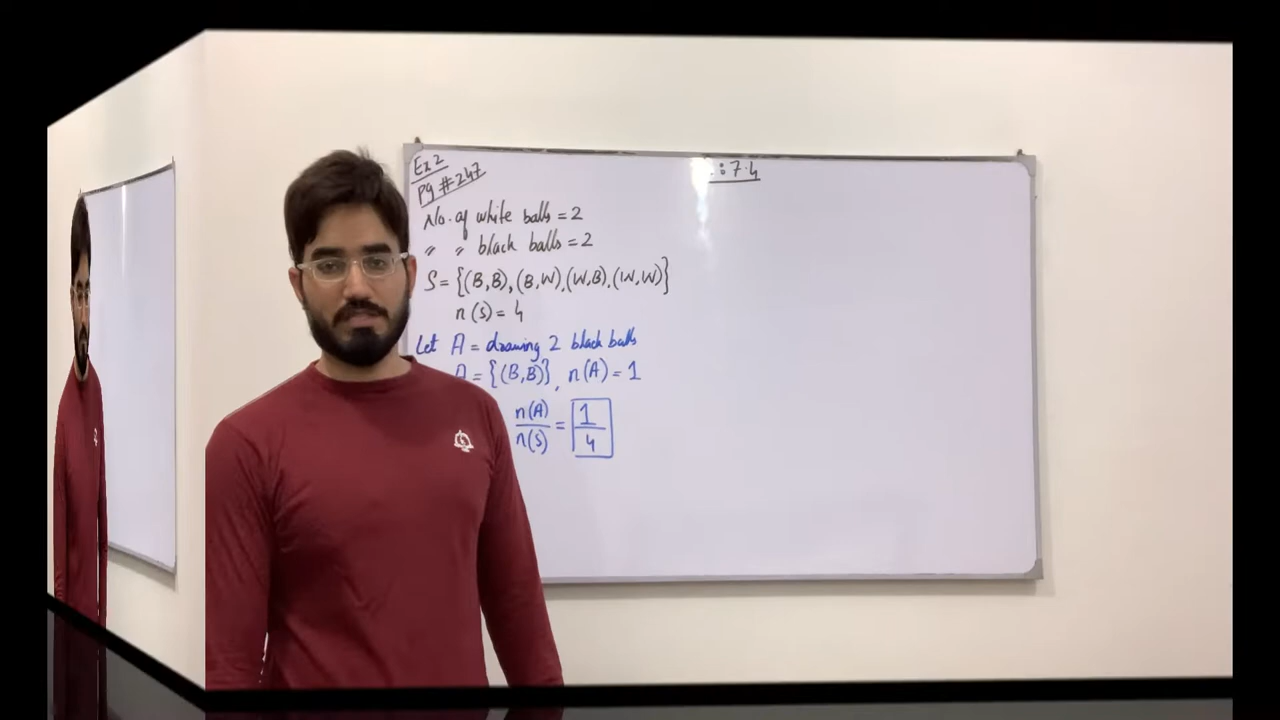 Ex 2
Pg # 247
: 7.4
No. of white balls = 2
〃 〃 black balls = 2
S = {(B,B), (B,W), (W,B), (W,W)}
n(S) = 4
Let A = drawing 2 black balls
A = {(B,B)}, n(A) = 1
n(A)/n(S) = 1/4